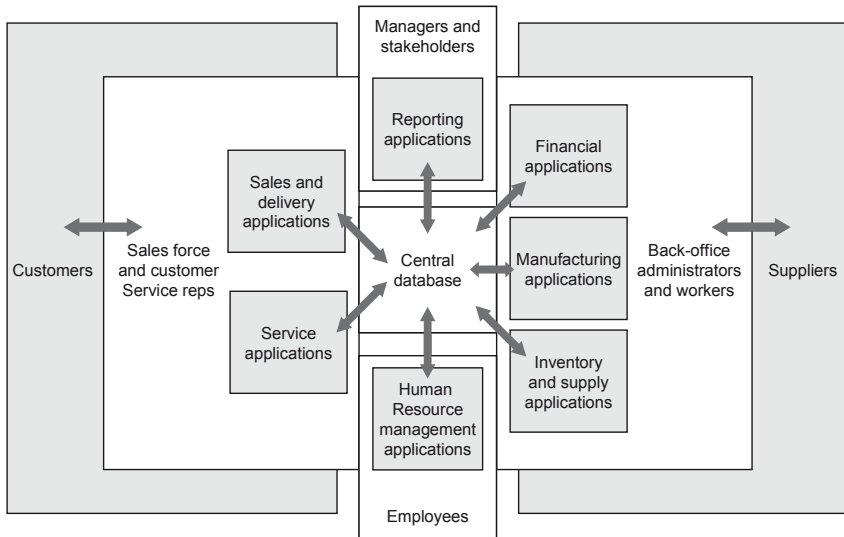 Managers and
stakeholders
Reporting
applications
Financial
applications
Sales and
delivery
applications
Customers
Sales force
and customer
Service reps
Central
database
Manufacturing
applications
Back-office
administrators
and workers
Suppliers
Service
applications
Inventory
and supply
applications
Human
Resource
management
applications
Employees